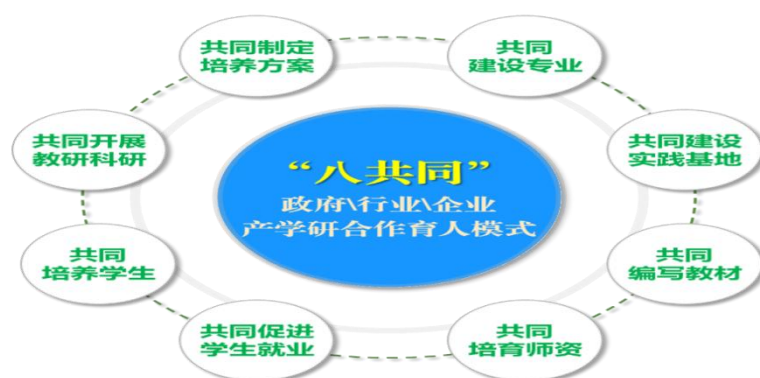 共同制定
培养方案
共同
建设专业
共同开展
教研科研
共同建设
实践基地
“八共同”
政府\行业\企业
产学研合作育人模式
共同
培养学生
共同
编写教材
共同促进
学生就业
共同
培育师资